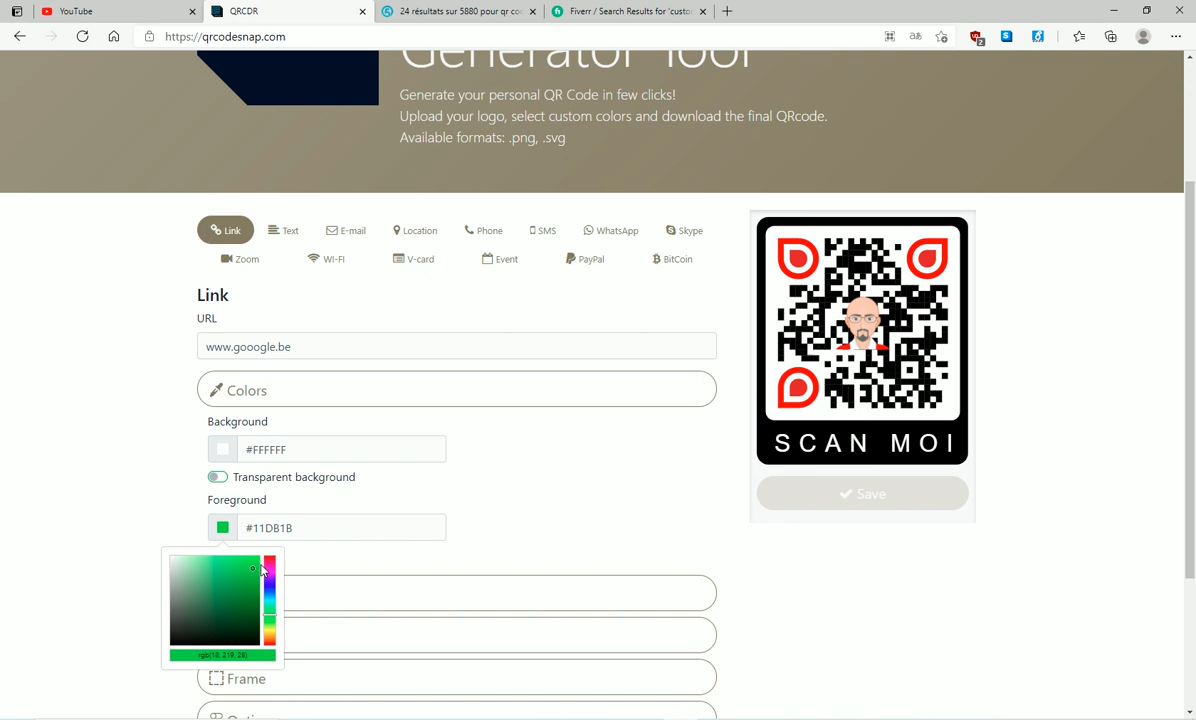 YouTube
QRCDR
24 résultats sur 5880 pour qr co
Fiverr / Search Results for 'custo
https://qrcodesnap.com
2
Generator Tool
Generate your personal QR Code in few clicks!
Upload your logo, select custom colors and download the final QRcode.
Available formats: .png, .svg
Link
Text
E-mail
Location
Phone
SMS
WhatsApp
Skype
Zoom
WI-FI
V-card
Event
PayPal
BitCoin
Link
URL
www.gooogle.be
Colors
Background
#FFFFFF
Transparent background
Foreground
#11DB1B
rgb(18, 219, 28)
Frame
SCAN MOI
Save